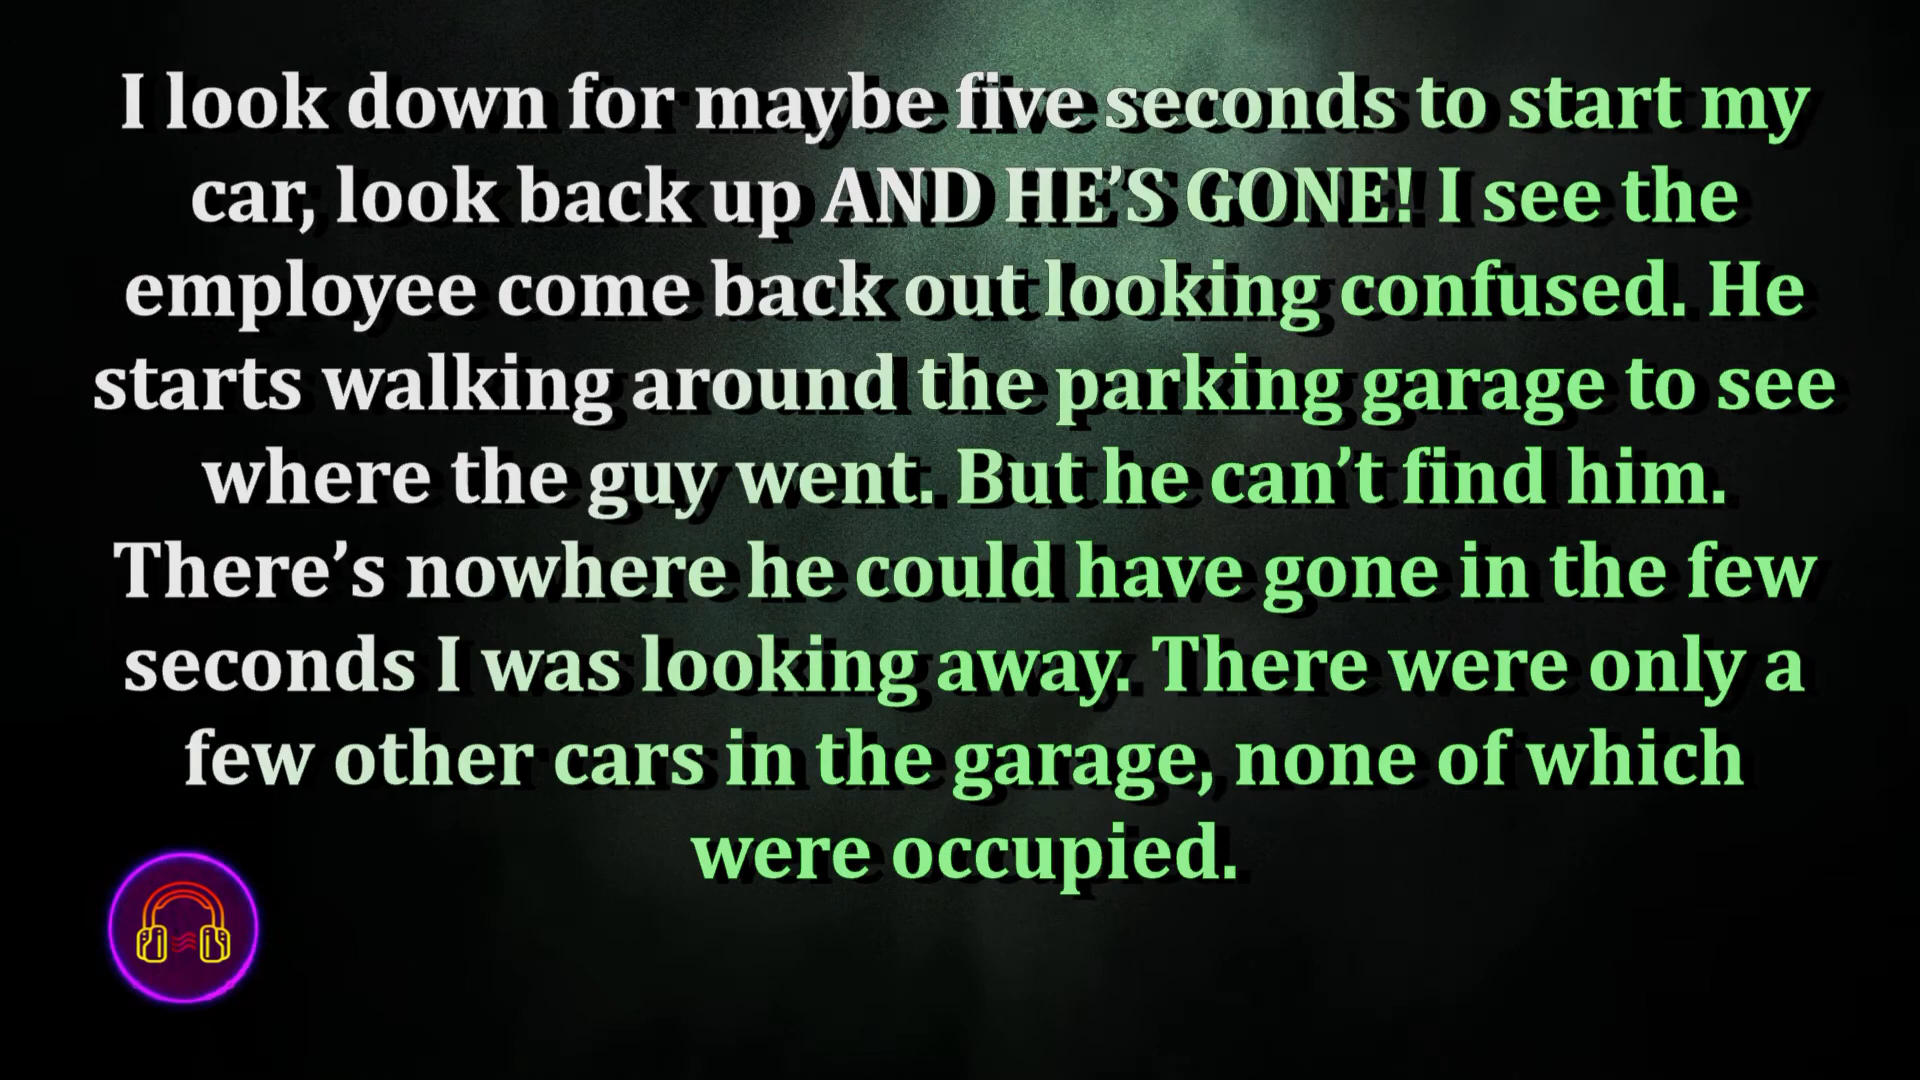 I look down for maybe five seconds to start my
car, look back up AND HE’S GONE! I see the
employee come back out looking confused. He
starts walking around the parking garage to see
where the guy went. But he can’t find him.
There’s nowhere he could have gone in the few
seconds I was looking away. There were only a
few other cars in the garage, none of which
were occupied.